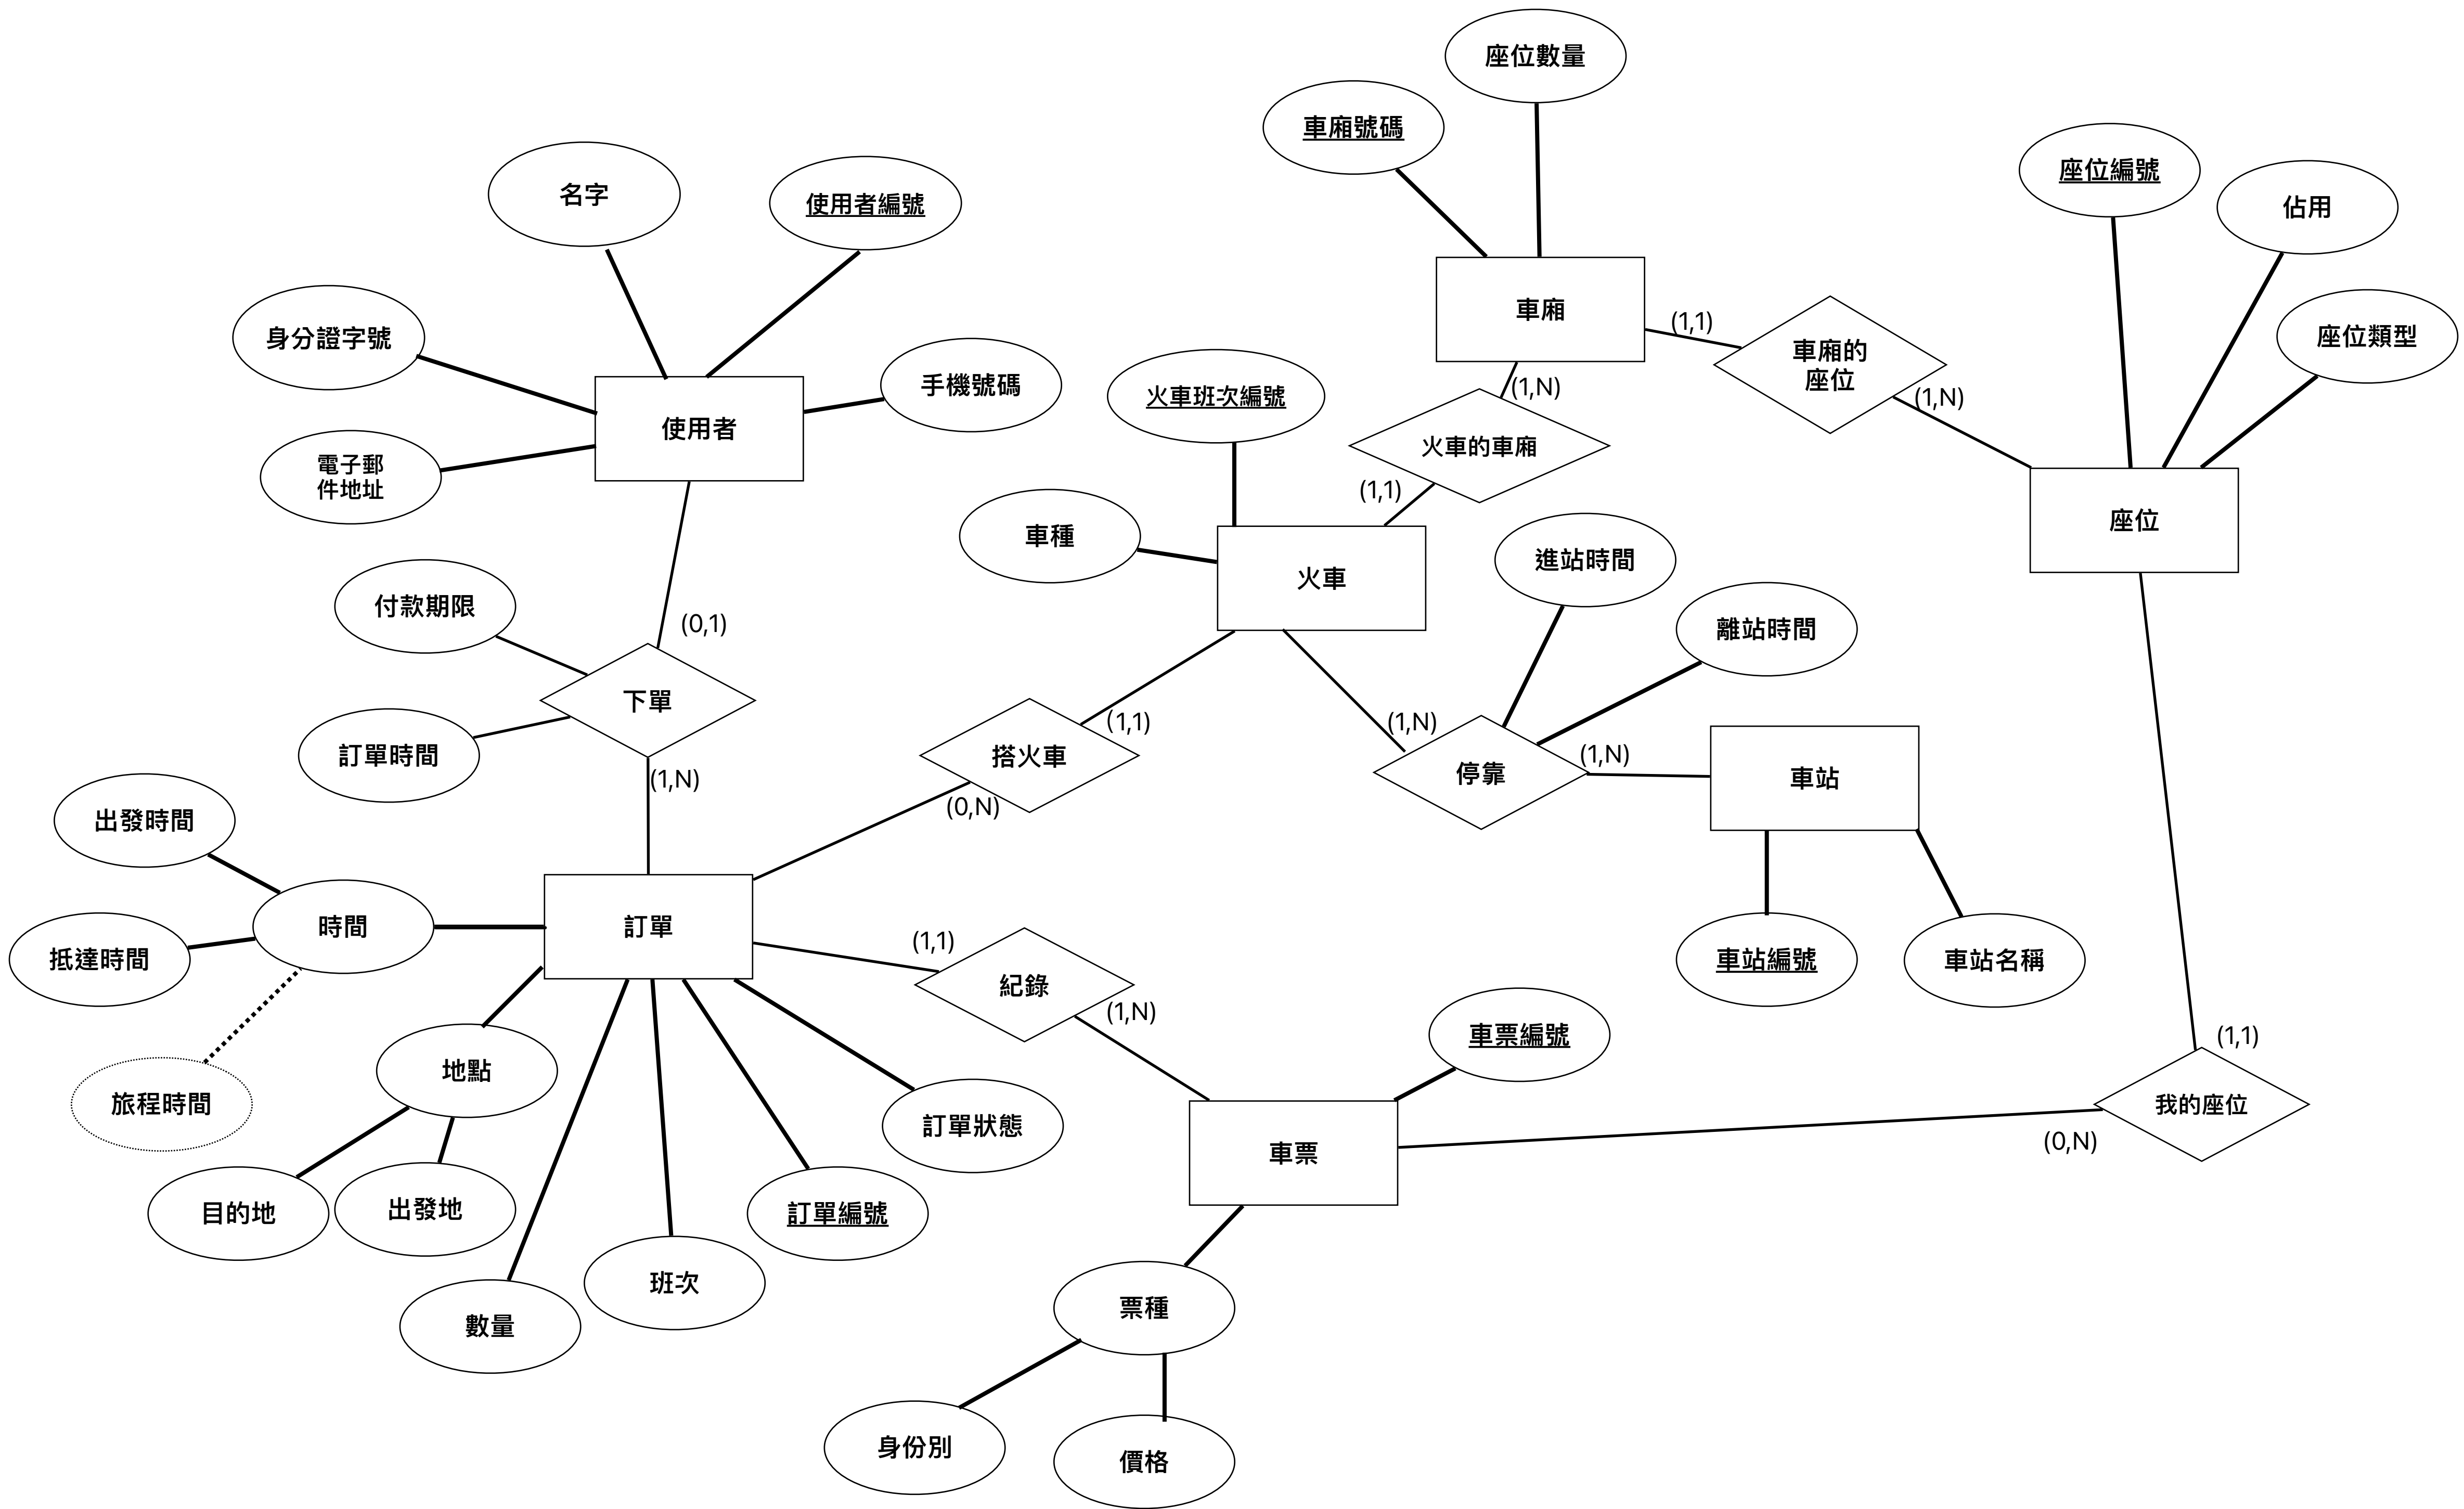 座位數量
車廂號碼
座位編號
名字
使用者編號
佔用
車廂
(1,1)
座位類型
身分證字號
車廂的
座位
手機號碼
火車班次編號
(1,N)
(1,N)
使用者
火車的車廂
電子郵
件地址
(1,1)
座位
車種
進站時間
火車
付款期限
(0,1)
離站時間
下單
(1,N)
(1,1)
訂單時間
搭火車
(1,N)
停靠
(1,N)
車站
(0,N)
出發時間
時間
訂單
(1,1)
抵達時間
車站編號
車站名稱
紀錄
(1,N)
車票編號
(1,1)
地點
旅程時間
我的座位
訂單狀態
(0,N)
車票
目的地
出發地
訂單編號
班次
票種
數量
身份別
價格